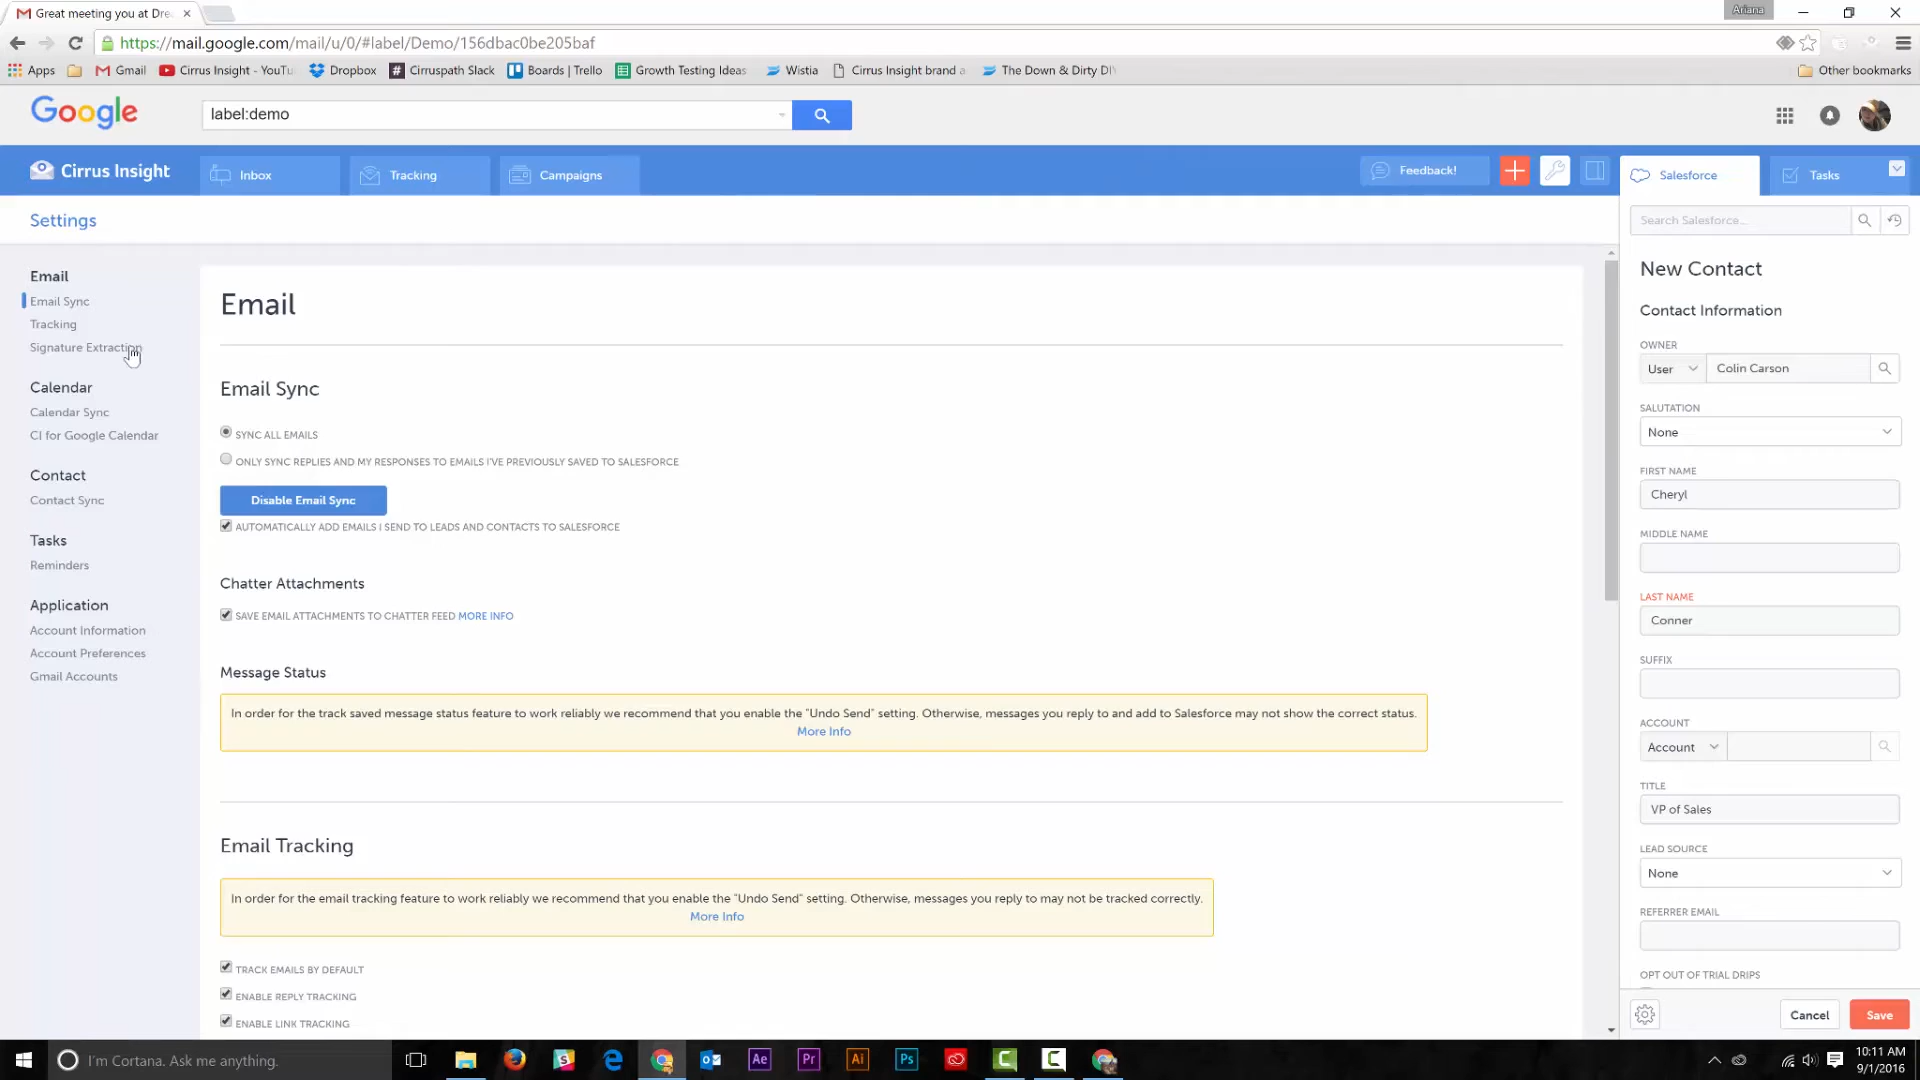 Great meeting you at Dre
Ariana
https://mail.google.com/mail/u/0/#label/Demo/156dbac0be205baf
Apps Gmail Cirrus Insight - YouTu Dropbox Cirruspath Slack Boards | Trello Growth Testing Ideas Wistia Cirrus Insight brand a The Down & Dirty DI Other bookmarks
Google label:demo
Cirrus Insight Inbox Tracking Campaigns Feedback! Salesforce Tasks
Settings
Search Salesforce...
Email
Email Sync
Tracking
Signature Extraction
Calendar
Calendar Sync
CI for Google Calendar
Contact
Contact Sync
Tasks
Reminders
Application
Account Information
Account Preferences
Gmail Accounts
Email
Email Sync
SYNC ALL EMAILS
ONLY SYNC REPLIES AND MY RESPONSES TO EMAILS I'VE PREVIOUSLY SAVED TO SALESFORCE
Disable Email Sync
AUTOMATICALLY ADD EMAILS I SEND TO LEADS AND CONTACTS TO SALESFORCE
Chatter Attachments
SAVE EMAIL ATTACHMENTS TO CHATTER FEED MORE INFO
Message Status
In order for the track saved message status feature to work reliably we recommend that you enable the "Undo Send" setting. Otherwise, messages you reply to and add to Salesforce may not show the correct status.
More Info
Email Tracking
In order for the email tracking feature to work reliably we recommend that you enable the "Undo Send" setting. Otherwise, messages you reply to may not be tracked correctly.
More Info
TRACK EMAILS BY DEFAULT
ENABLE REPLY TRACKING
ENABLE LINK TRACKING
New Contact
Contact Information
OWNER
User Colin Carson
SALUTATION
None
FIRST NAME
Cheryl
MIDDLE NAME
LAST NAME
Conner
SUFFIX
ACCOUNT
Account
TITLE
VP of Sales
LEAD SOURCE
None
REFERRER EMAIL
OPT OUT OF TRIAL DRIPS
Cancel Save
I'm Cortana. Ask me anything.
Ae Pr Ai Ps
10:11 AM
9/1/2016